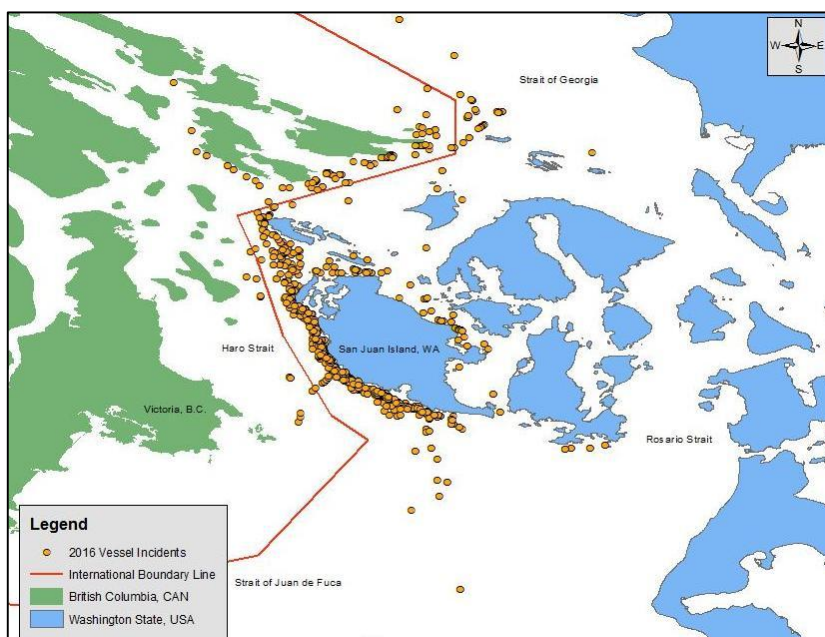 N
W E
S
Strait of Georgia
Haro Strait
San Juan Island, WA
Victoria, B.C.
Rosario Strait
Legend
2016 Vessel Incidents
International Boundary Line
British Columbia, CAN
Washington State, USA
Strait of Juan de Fuca